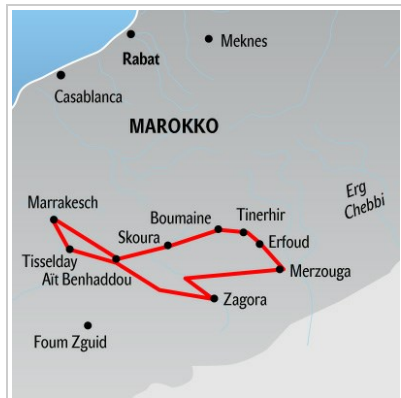 Rabat
Meknes
Casablanca
MAROKKO
Erg
Chebbi
Marrakesch
Boumaine
Tinerhir
Skoura
Erfoud
Tisselday
Merzouga
Aït Benhaddou
Zagora
Foum Zguid